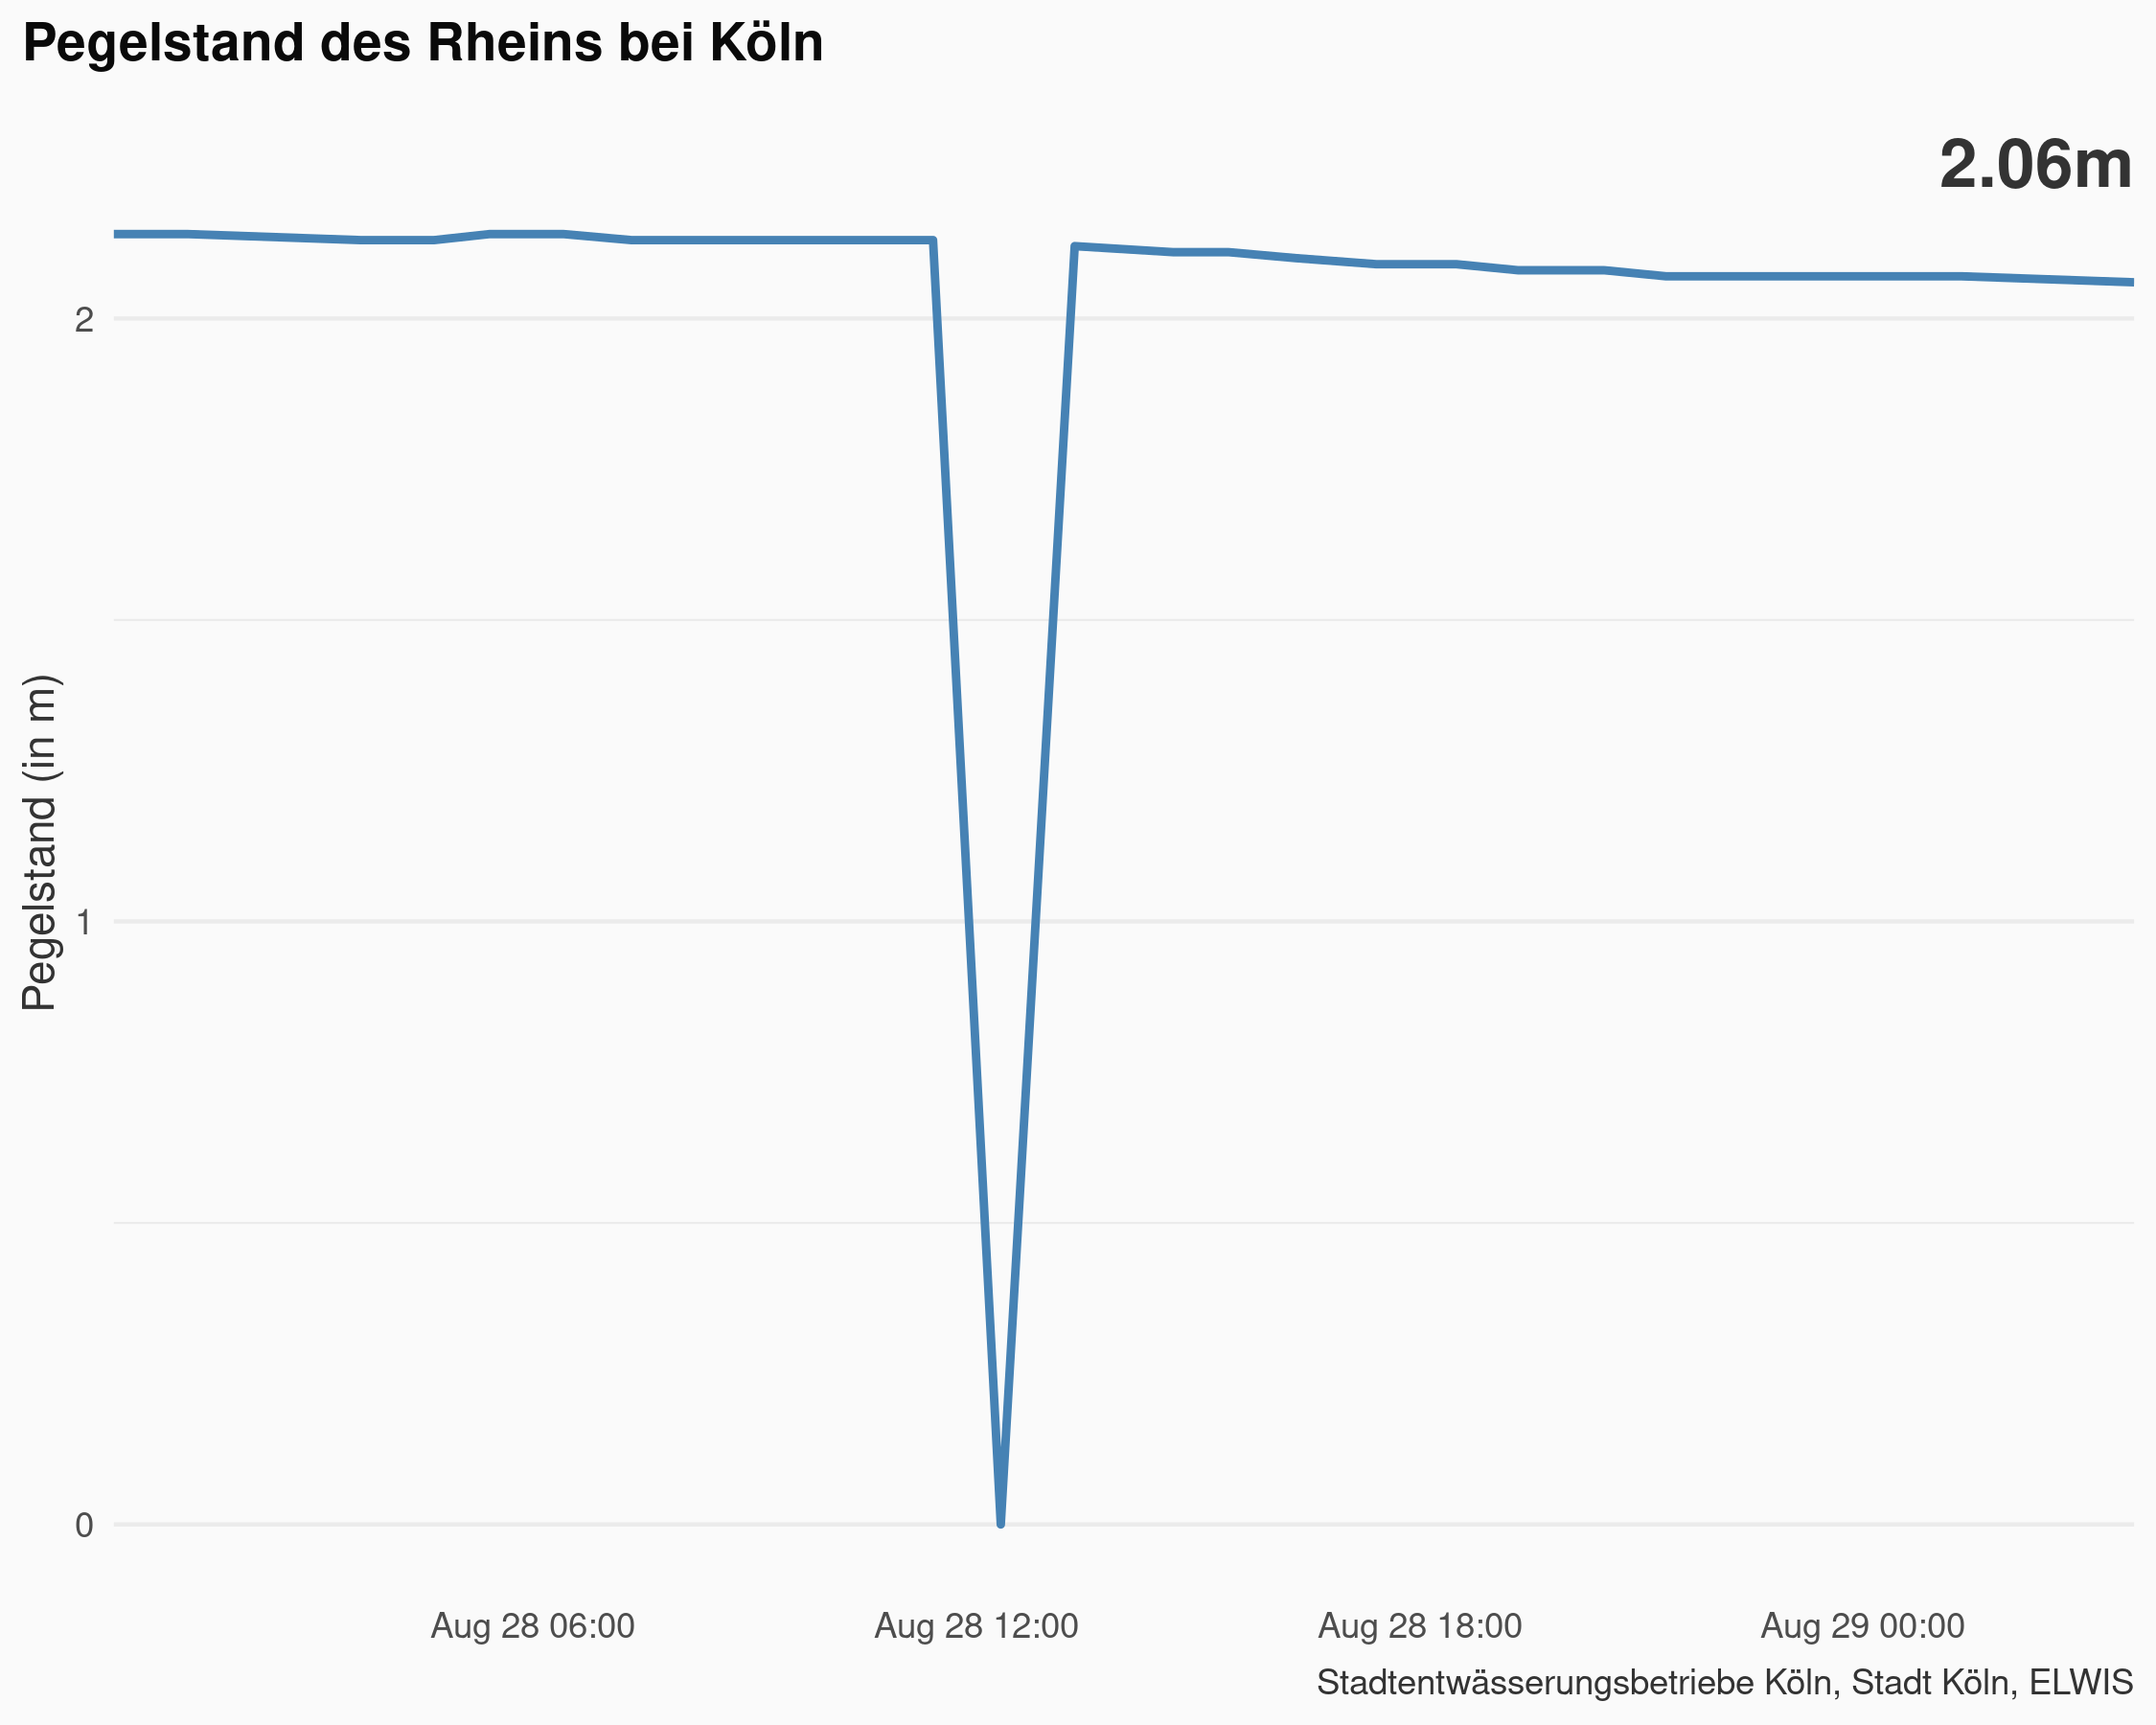 Pegelstand des Rheins bei Köln
2.06m
Pegelstand (in m)
2
1
0
Aug 28 06:00 Aug 28 12:00 Aug 28 18:00 Aug 29 00:00
Stadtentwässerungsbetriebe Köln, Stadt Köln, ELWIS